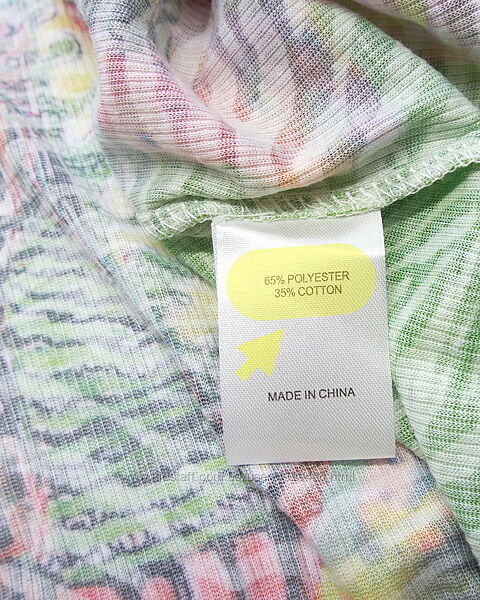 65% POLYESTER
35% COTTON
MADE IN CHINA